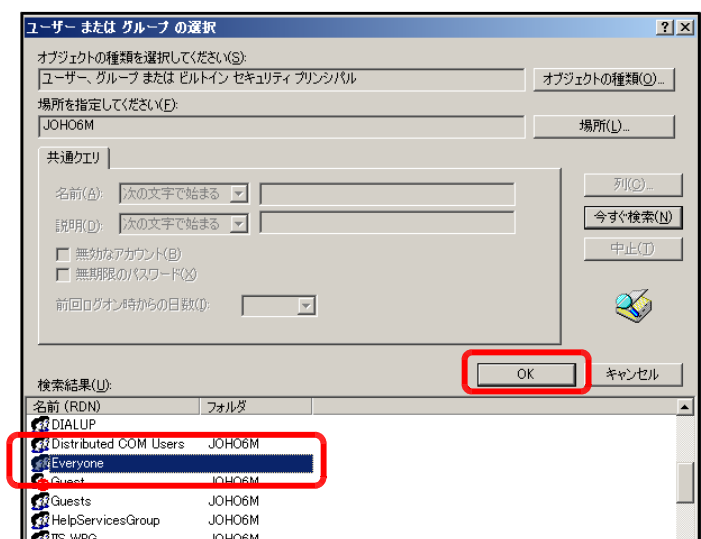 ユーザー または グループ の選択
オブジェクトの種類を選択してください(S):
ユーザー、グループ または ビルトイン セキュリティ プリンシパル
オブジェクトの種類(O)...
場所を指定してください(F):
JOHO6M
場所(L)...
共通クエリ
名前(A): 次の文字で始まる
列(C)...
説明(D): 次の文字で始まる
今すぐ検索(N)
無効なアカウント(B)
中止(T)
無期限のパスワード(X)
前回ログオン時からの日数(I):
OK
キャンセル
検索結果(U):
名前 (RDN) フォルダ
DIALUP
Distributed COM Users JOHO6M
Everyone
Guest JOHO6M
Guests JOHO6M
HelpServicesGroup JOHO6M
IIS_WPG JOHO6M